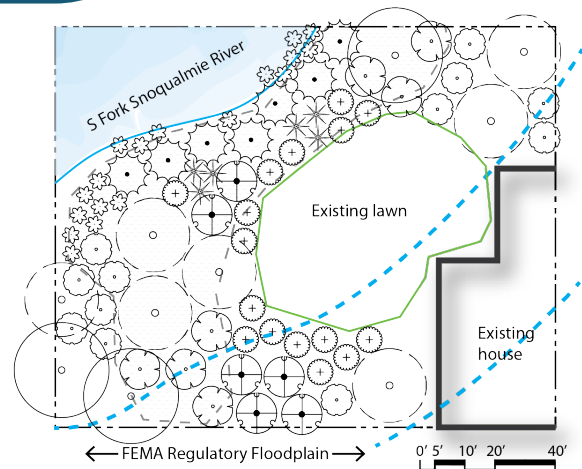 S Fork Snoqualmie River
Existing lawn
Existing
house
FEMA Regulatory Floodplain
0' 5' 10' 20' 40'